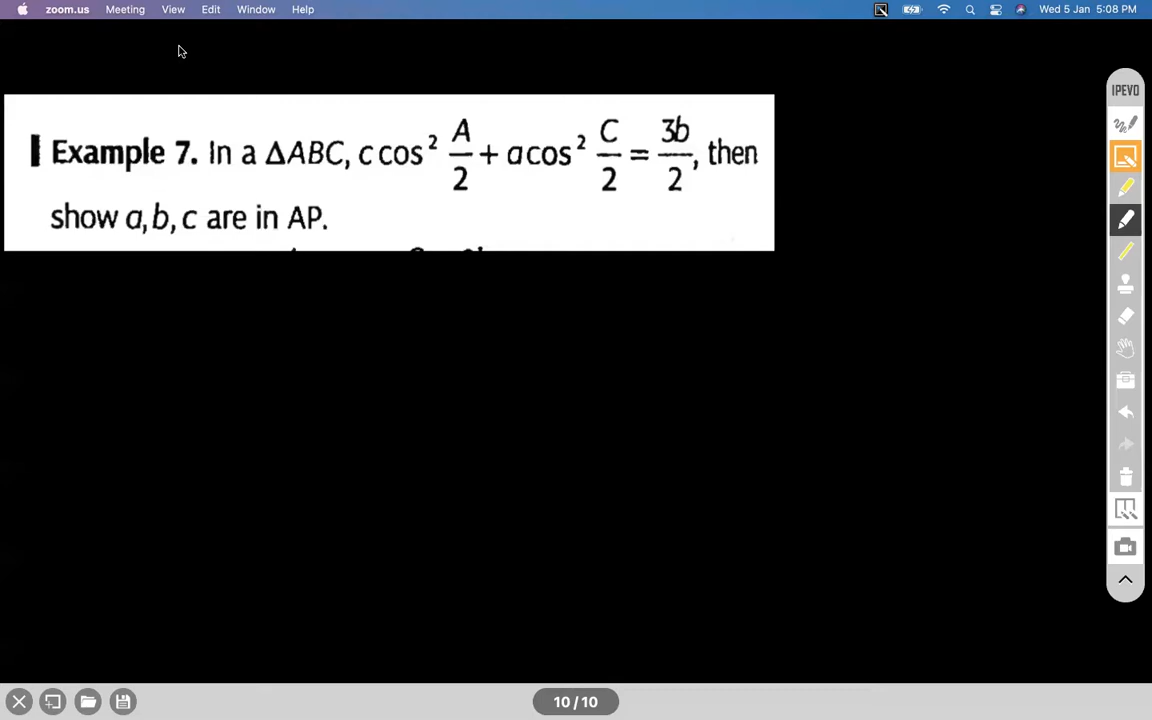 zoom.us Meeting View Edit Window Help Wed 5 Jan 5:08 PM
IPEVO
Example 7. In a ΔABC, c cos² A/2 + a cos² C/2 = 3b/2, then
show a, b, c are in AP.
10 / 10